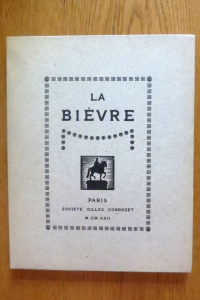 LA
BIÈVRE
PARIS
SOCIÉTÉ GILLES CORROZET
M.CM.XXII